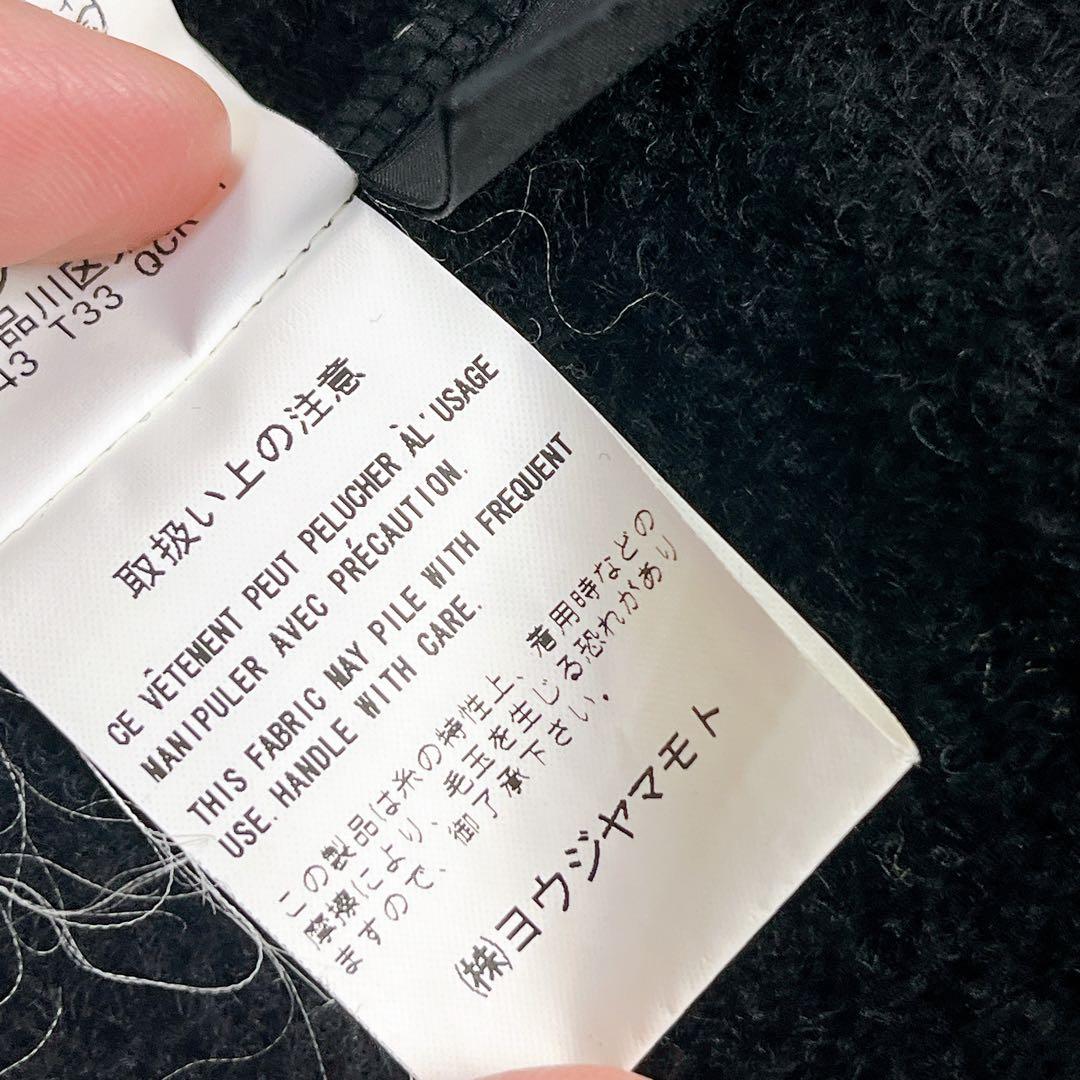 品川区
43 T33 QCK
取扱い上の注意
CE VÊTEMENT PEUT PELUCHER ÀL'USAGE
MANIPULER AVEC PRÉCAUTION.
THIS FABRIC MAY PILE WITH FREQUENT
USE. HANDLE WITH CARE.
この製品は糸の特性上、着用時などの
摩擦により、毛玉を生じる恐れがあり
ますので、御了承下さい。
(株)ヨウジヤマモト